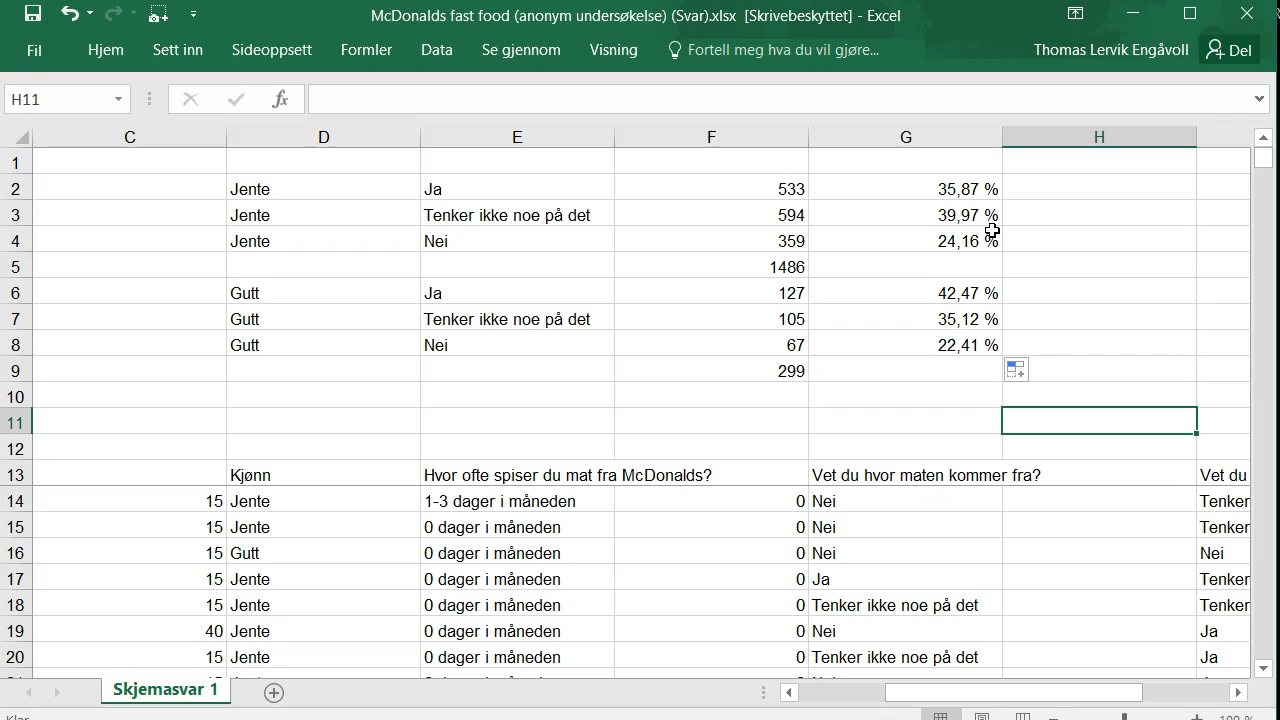 McDonalds fast food (anonym undersøkelse) (Svar).xlsx [Skrivebeskyttet] - Excel
Fil Hjem Sett inn Sideoppsett Formler Data Se gjennom Visning Fortell meg hva du vil gjøre... Thomas Lervik Engåvoll Del
H11 fx
C D E F G H
1
2 Jente Ja 533 35,87 %
3 Jente Tenker ikke noe på det 594 39,97 %
4 Jente Nei 359 24,16 %
5 1486
6 Gutt Ja 127 42,47 %
7 Gutt Tenker ikke noe på det 105 35,12 %
8 Gutt Nei 67 22,41 %
9 299
10
11
12
13 Kjønn Hvor ofte spiser du mat fra McDonalds? Vet du hvor maten kommer fra? Vet du
14 15 Jente 1-3 dager i måneden 0 Nei Tenker
15 15 Jente 0 dager i måneden 0 Nei Tenker
16 15 Gutt 0 dager i måneden 0 Nei Nei
17 15 Jente 0 dager i måneden 0 Ja Tenker
18 15 Jente 0 dager i måneden 0 Tenker ikke noe på det Tenker
19 40 Jente 0 dager i måneden 0 Nei Ja
20 15 Jente 0 dager i måneden 0 Tenker ikke noe på det Ja
Skjemasvar 1